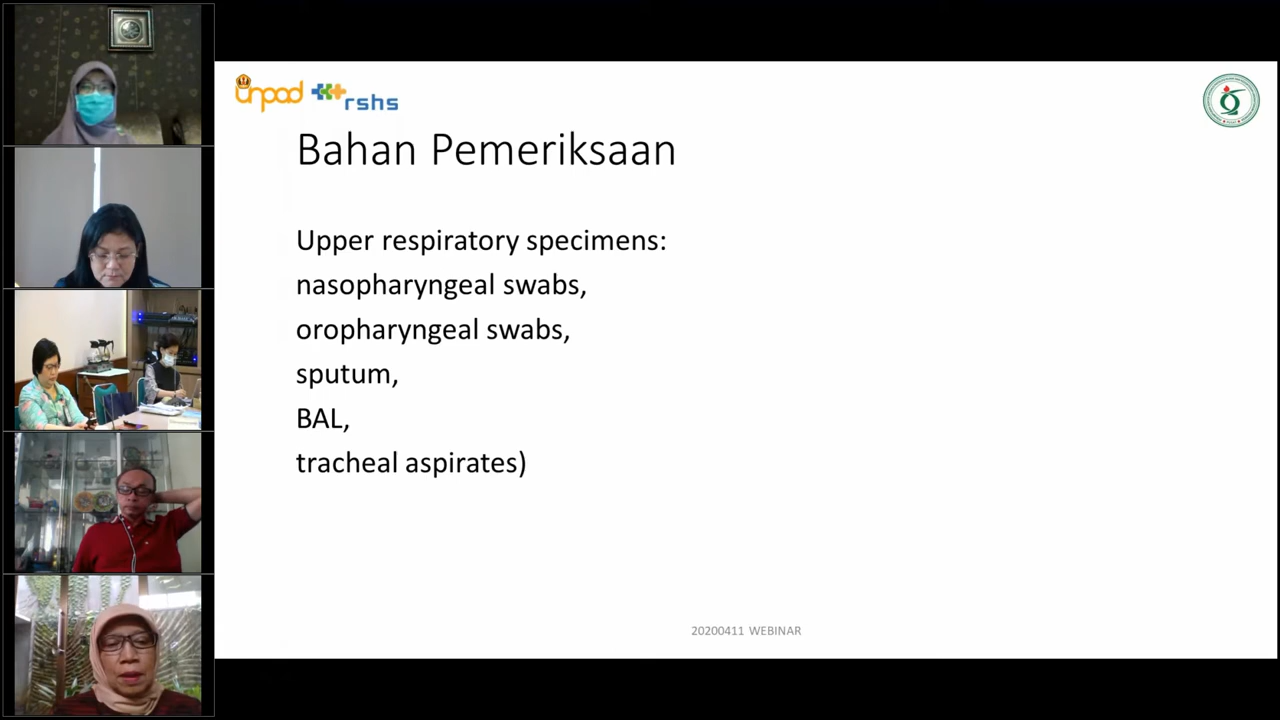 unpad
rshs
Bahan Pemeriksaan
Upper respiratory specimens:
nasopharyngeal swabs,
oropharyngeal swabs,
sputum,
BAL,
tracheal aspirates)
20200411 WEBINAR